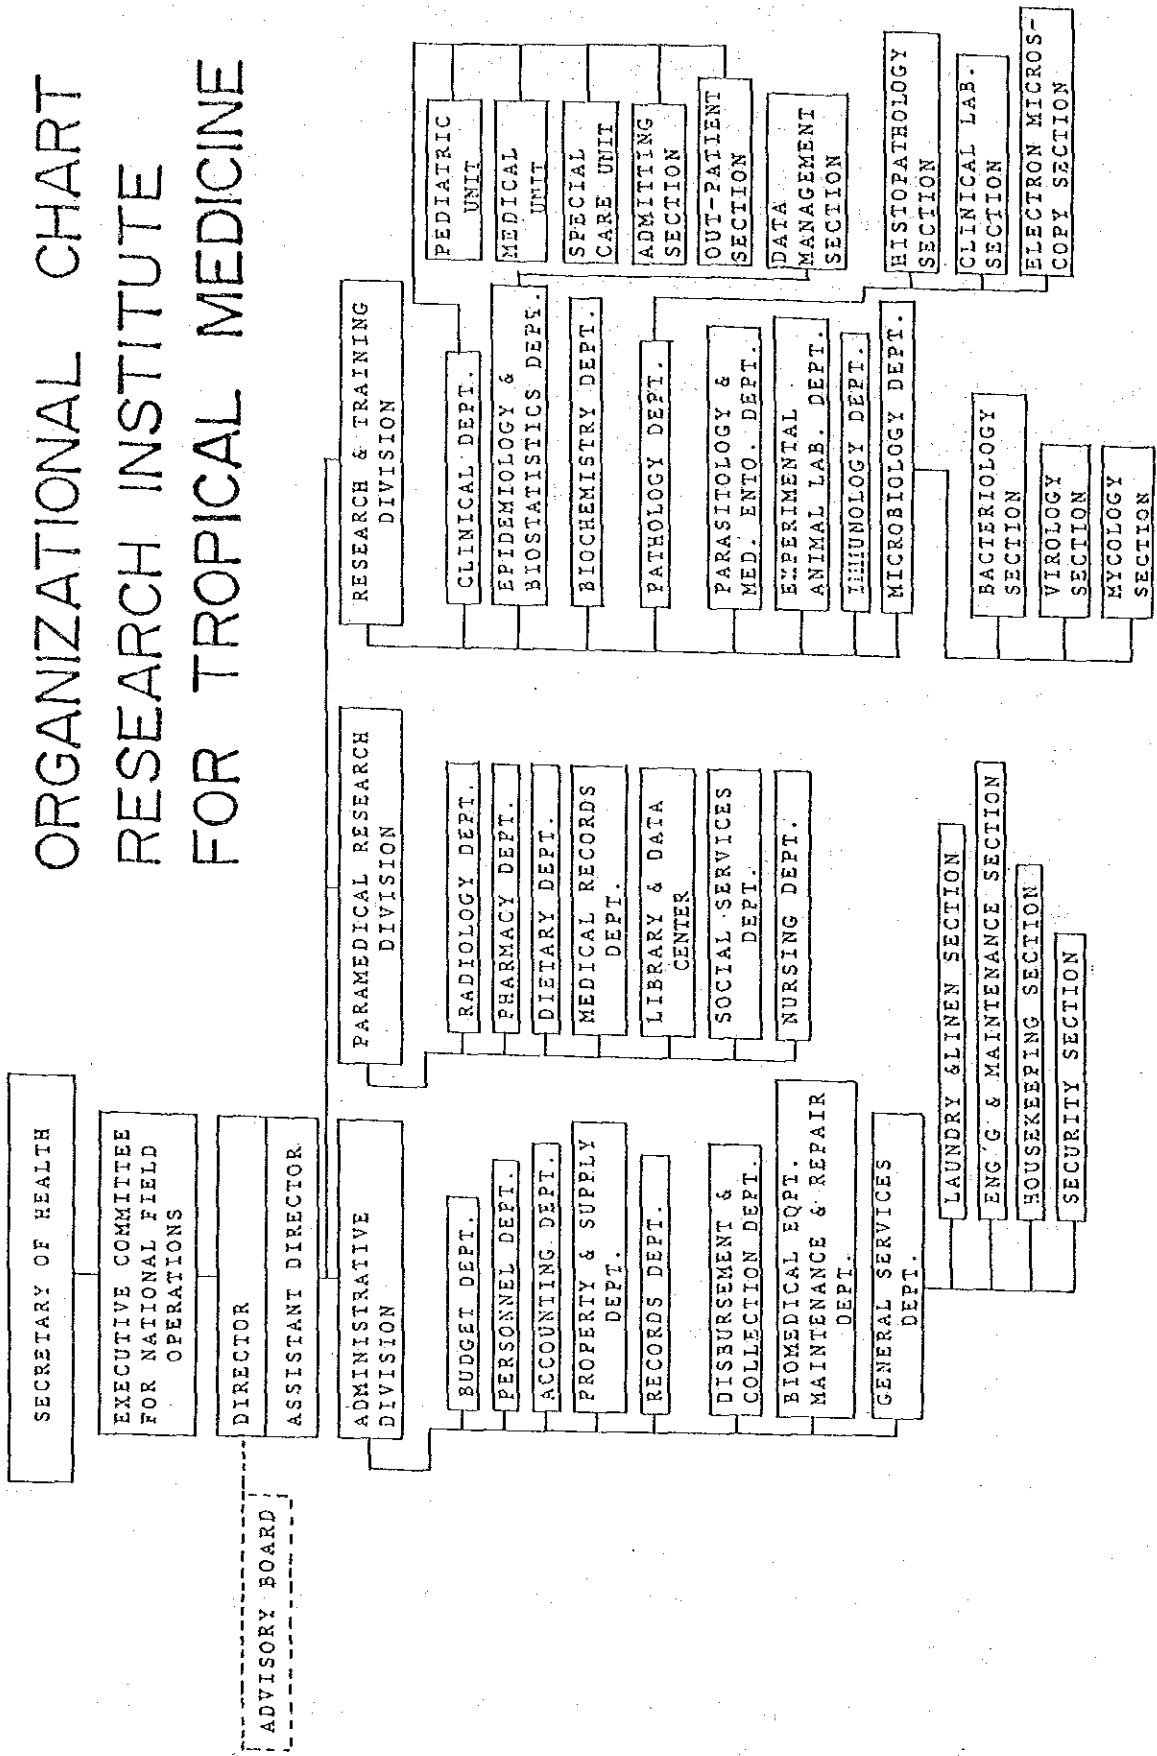 ORGANIZATIONAL CHART
RESEARCH INSTITUTE
FOR TROPICAL MEDICINE
SECRETARY OF HEALTH
EXECUTIVE COMMITTEE
FOR NATIONAL FIELD
OPERATIONS
DIRECTOR
ASSISTANT DIRECTOR
ADVISORY BOARD
ADMINISTRATIVE
DIVISION
BUDGET DEPT.
PERSONNEL DEPT.
ACCOUNTING DEPT.
PROPERTY & SUPPLY
DEPT.
RECORDS DEPT.
DISBURSEMENT &
COLLECTION DEPT.
BIOMEDICAL EQPT.
MAINTENANCE & REPAIR
DEPT.
GENERAL SERVICES
DEPT.
LAUNDRY &LINEN SECTION
ENG'G & MAINTENANCE SECTION
HOUSEKEEPING SECTION
SECURITY SECTION
PARAMEDICAL RESEARCH
DIVISION
RADIOLOGY DEPT.
PHARMACY DEPT.
DIETARY DEPT.
MEDICAL RECORDS
DEPT.
LIBRARY & DATA
CENTER
SOCIAL SERVICES
DEPT.
NURSING DEPT.
RESEARCH & TRAINING
DIVISION
CLINICAL DEPT.
EPIDEMIOLOGY &
BIOSTATISTICS DEPT.
BIOCHEMISTRY DEPT.
PATHOLOGY DEPT.
PARASITOLOGY &
MED. ENTO. DEPT.
EXPERIMENTAL
ANIMAL LAB. DEPT.
IMMUNOLOGY DEPT.
MICROBIOLOGY DEPT.
BACTERIOLOGY
SECTION
VIROLOGY
SECTION
MYCOLOGY
SECTION
PEDIATRIC
UNIT
MEDICAL
UNIT
SPECIAL
CARE UNIT
ADMITTING
SECTION
OUT-PATIENT
SECTION
DATA
MANAGEMENT
SECTION
HISTOPATHOLOGY
SECTION
CLINICAL LAB.
SECTION
ELECTRON MICROS-
COPY SECTION